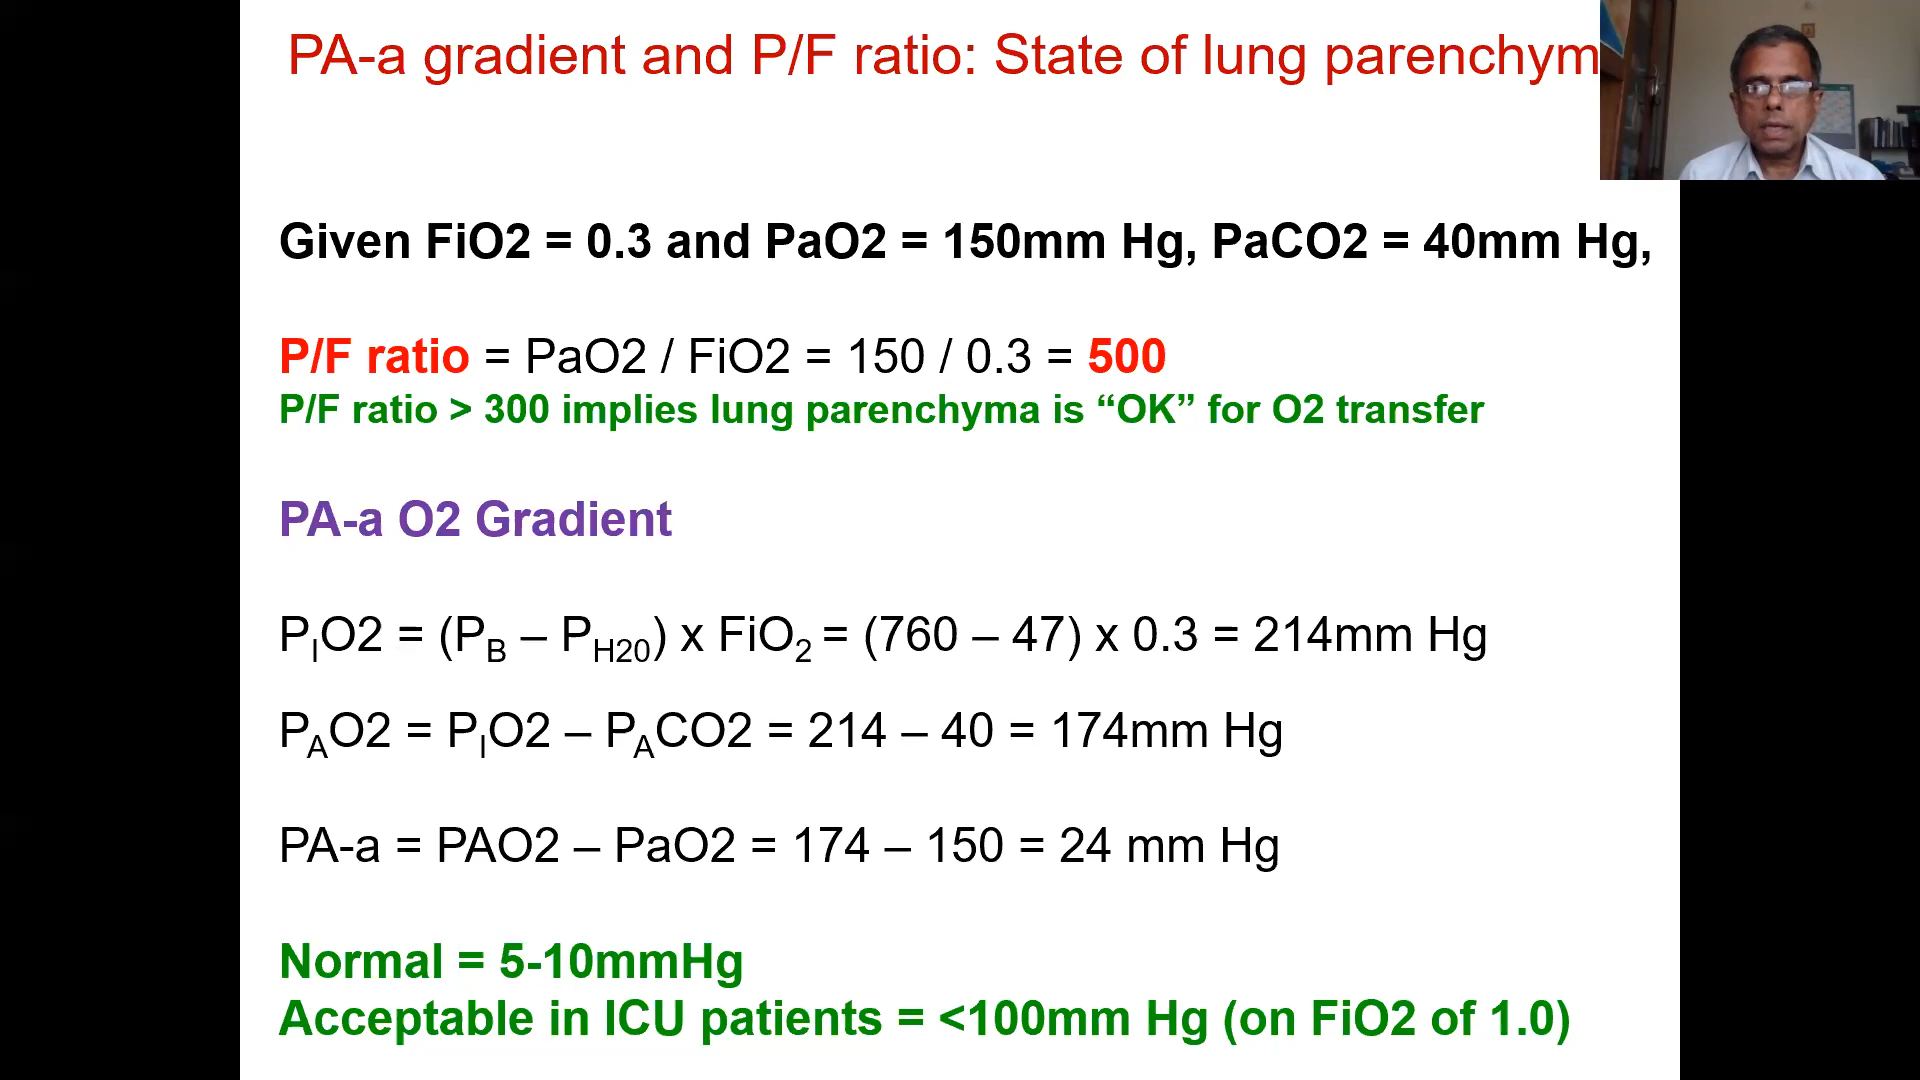 PA-a gradient and P/F ratio: State of lung parenchym
Given FiO2 = 0.3 and PaO2 = 150mm Hg, PaCO2 = 40mm Hg,
P/F ratio = PaO2 / FiO2 = 150 / 0.3 = 500
P/F ratio > 300 implies lung parenchyma is “OK” for O2 transfer
PA-a O2 Gradient
PIO2 = (PB – PH20) x FiO2 = (760 – 47) x 0.3 = 214mm Hg
PAO2 = PIO2 – PACO2 = 214 – 40 = 174mm Hg
PA-a = PAO2 – PaO2 = 174 – 150 = 24 mm Hg
Normal = 5-10mmHg
Acceptable in ICU patients = <100mm Hg (on FiO2 of 1.0)